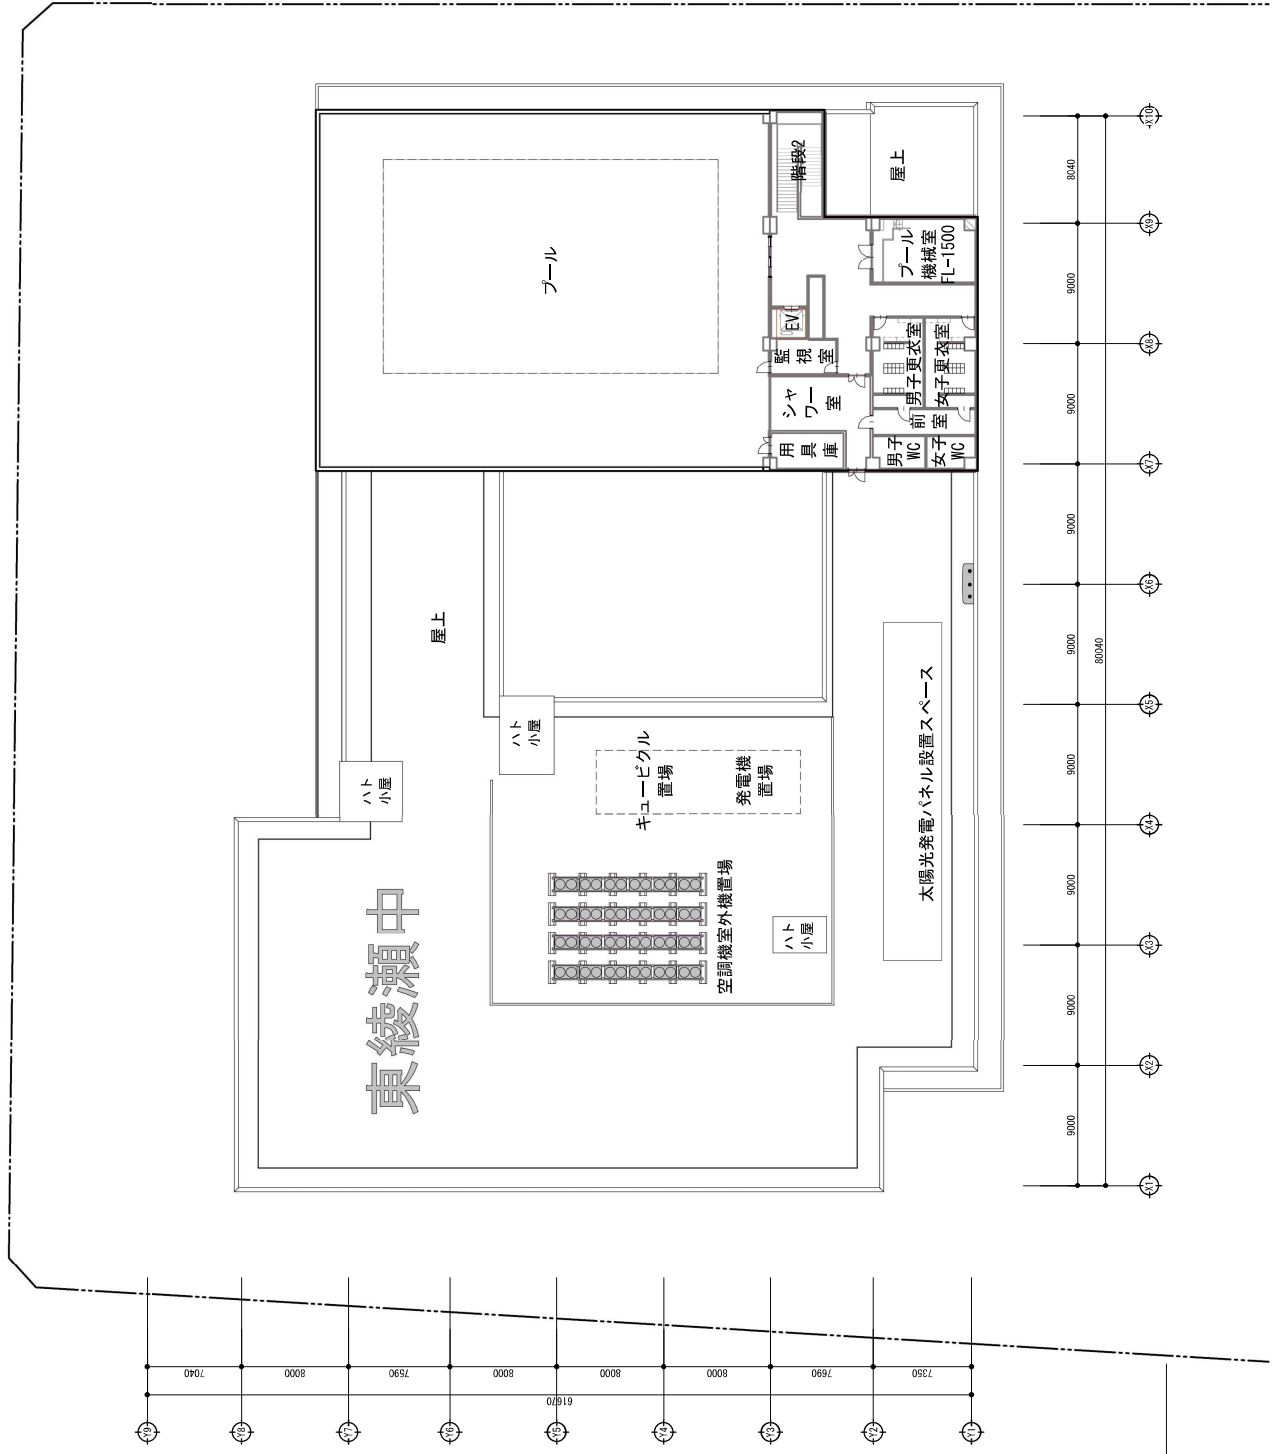 プール
階段2
屋上
プール
機械室
FL-1500
EV
監視室
シャワー室
用具庫
男子更衣室
女子更衣室
前室
男子
WC
女子
WC
屋上
ハト
小屋
ハト
小屋
キュービクル
置場
発電機
置場
空調機室外機置場
ハト
小屋
太陽光発電パネル設置スペース
東綾瀬中
X10
X9
X8
X7
X6
X5
X4
X3
X2
X1
8040
9000
9000
9000
9000
9000
9000
9000
9000
80040
7040
8000
7590
8000
8000
8000
7690
7350
61670
Y9
Y8
Y7
Y6
Y5
Y4
Y3
Y2
Y1